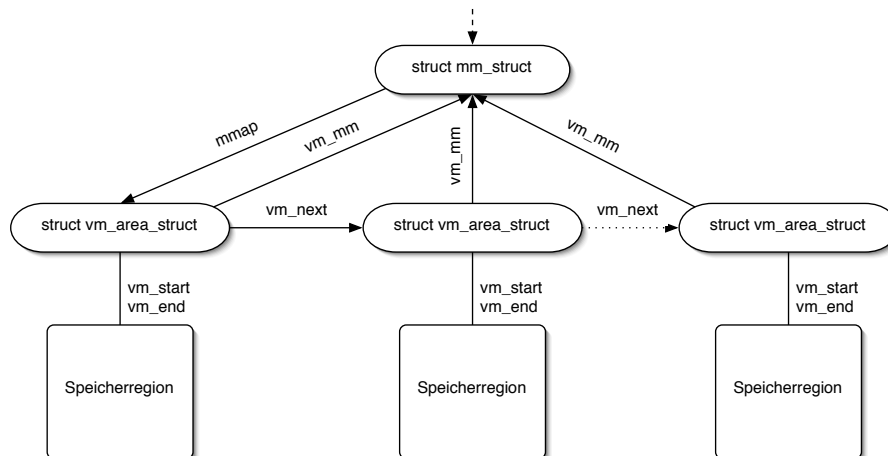 struct mm_struct
mmap
vm_mm
vm_mm
vm_mm
struct vm_area_struct
vm_next
struct vm_area_struct
vm_next
struct vm_area_struct
vm_start
vm_end
vm_start
vm_end
vm_start
vm_end
Speicherregion
Speicherregion
Speicherregion